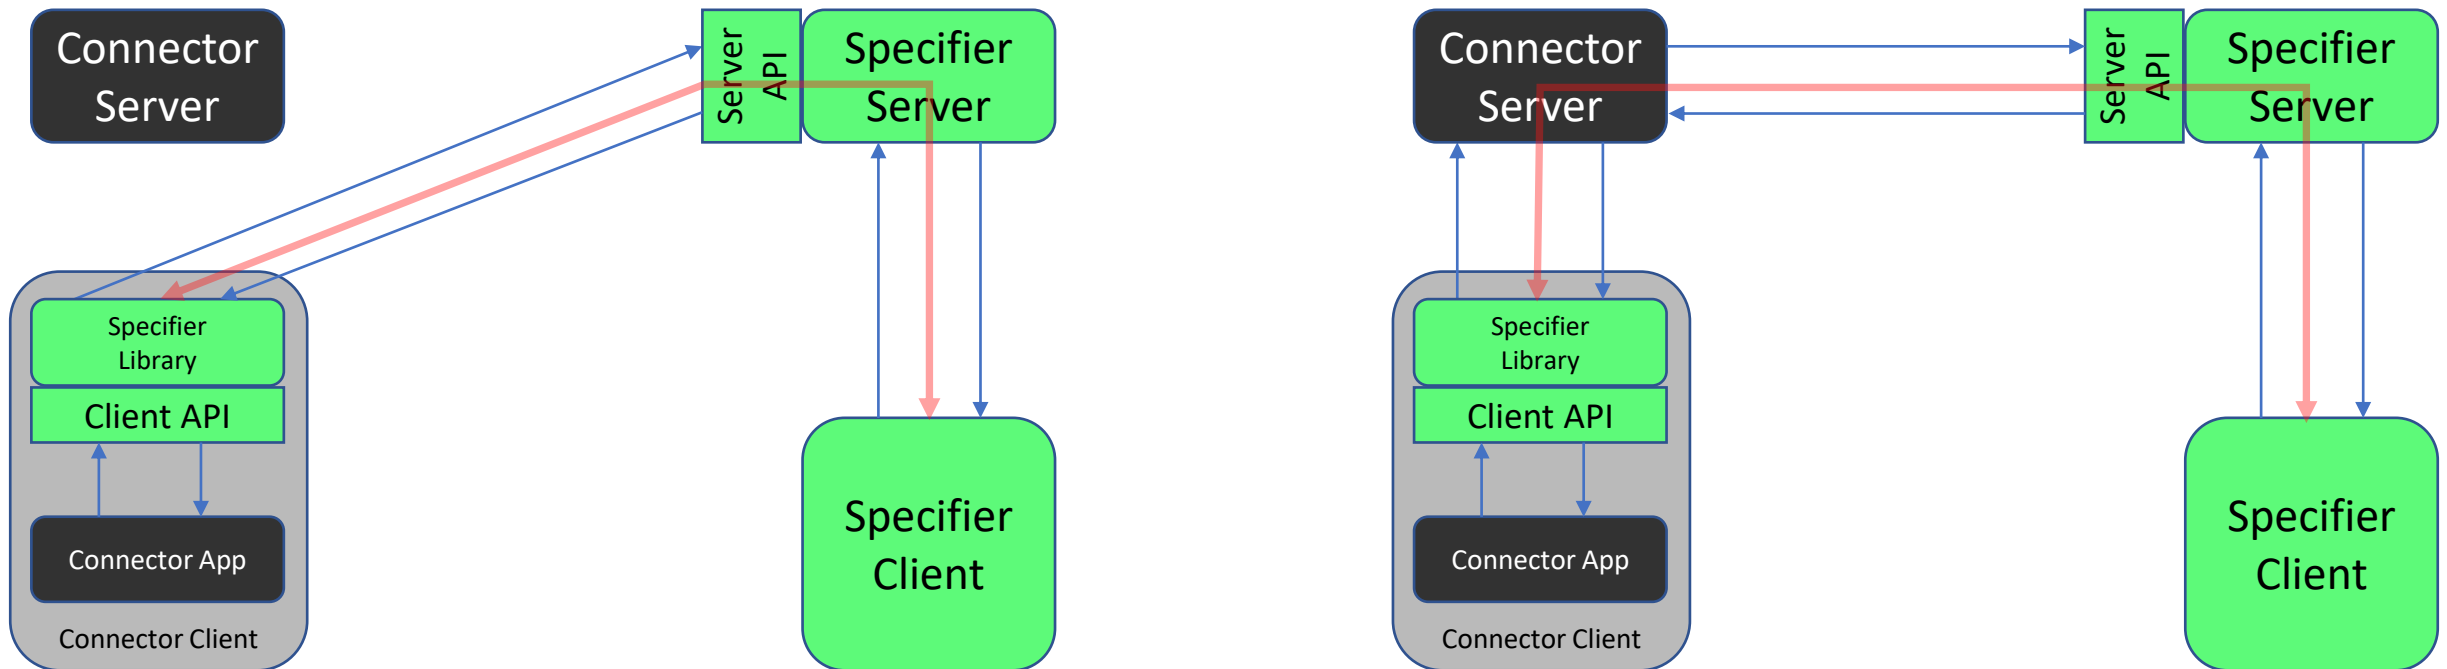 Connector
Server
Server
API
Specifier
Server
Specifier
Library
Client API
Connector App
Connector Client
Specifier
Client
Connector
Server
Server
API
Specifier
Server
Specifier
Library
Client API
Connector App
Connector Client
Specifier
Client